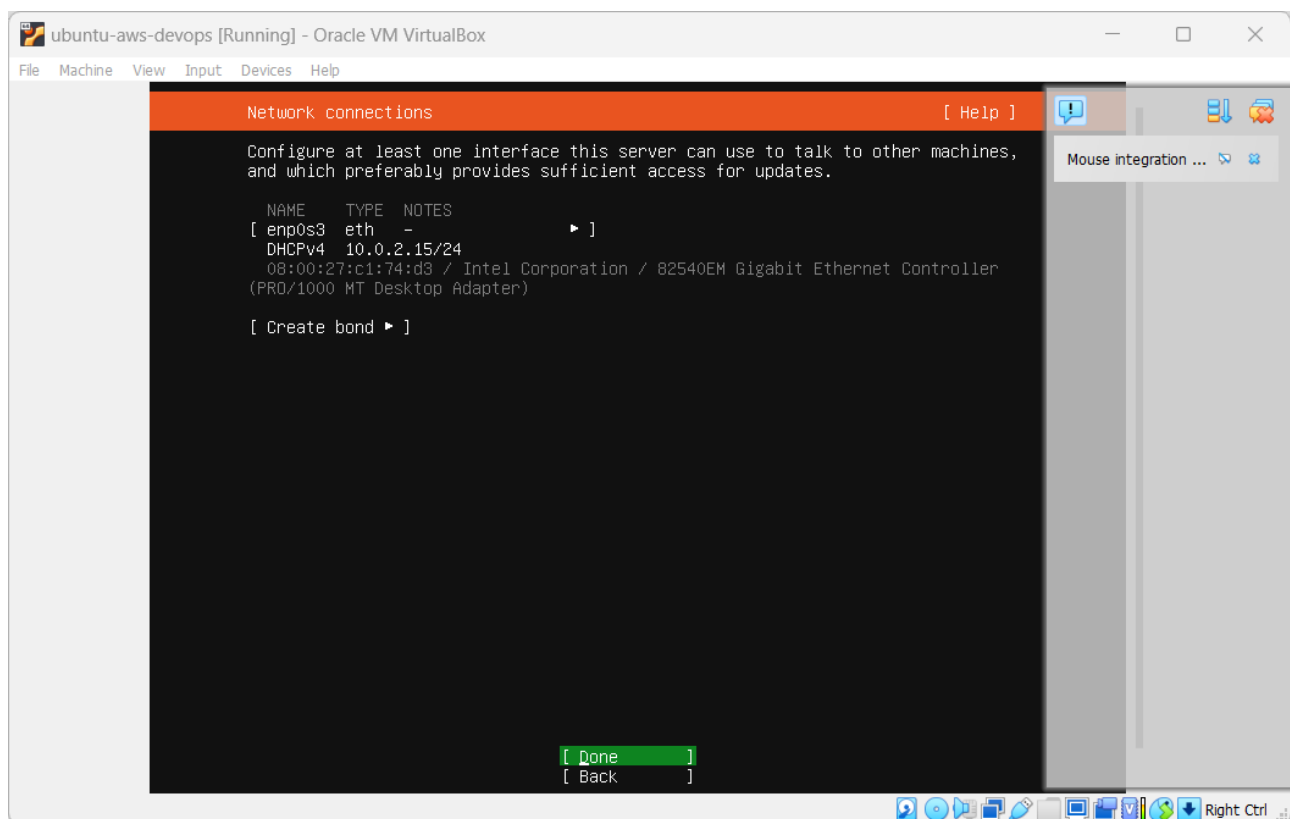 ubuntu-aws-devops [Running] - Oracle VM VirtualBox
File Machine View Input Devices Help
Network connections [ Help ]
Configure at least one interface this server can use to talk to other machines,
and which preferably provides sufficient access for updates.
NAME TYPE NOTES
[ enp0s3 eth - ▸ ]
DHCPv4 10.0.2.15/24
08:00:27:c1:74:d3 / Intel Corporation / 82540EM Gigabit Ethernet Controller
(PRO/1000 MT Desktop Adapter)
[ Create bond ▸ ]
[ Done ]
[ Back ]
Mouse integration ...
Right Ctrl